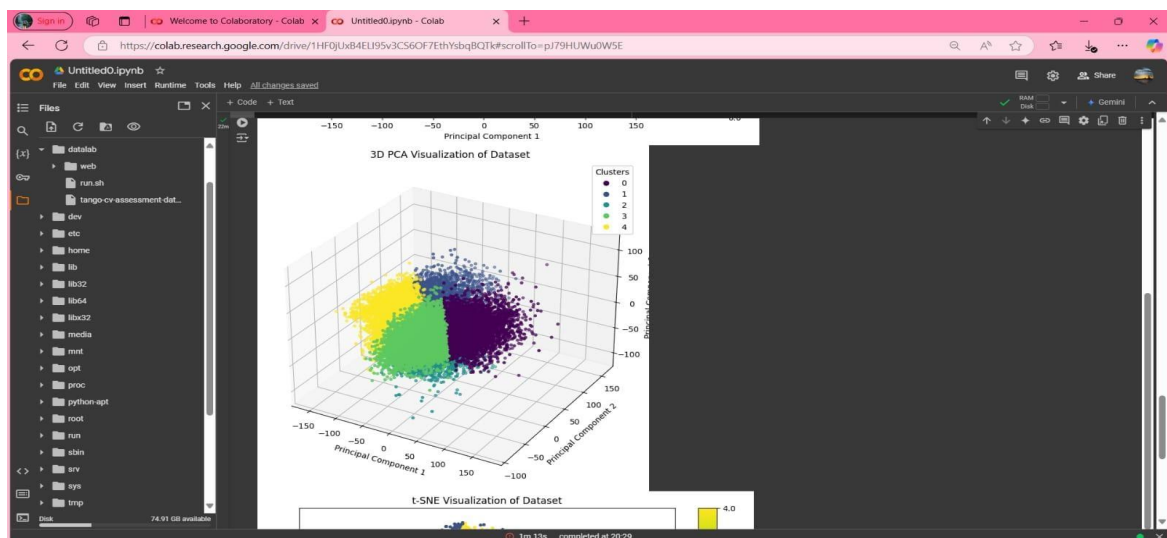 Sign in
Welcome to Colaboratory - Colab
Untitled0.ipynb - Colab
https://colab.research.google.com/drive/1HF0jUxB4ELI95v3CS6OF7EthYsbqBQTk#scrollTo=pJ79HUWu0W5E
CO Untitled0.ipynb
File Edit View Insert Runtime Tools Help All changes saved
Share
Files
+ Code + Text
RAM
Disk
Gemini
{x}
datalab
web
run.sh
tango-cv-assessment-dat...
dev
etc
home
lib
lib32
lib64
libx32
media
mnt
opt
proc
python-apt
root
run
sbin
srv
sys
tmp
Disk 74.91 GB available
22m
−150 −100 −50 0 50 100 150
Principal Component 1
0.0
3D PCA Visualization of Dataset
Clusters
0
1
2
3
4
100
50
0
−50
−100
150
100
50
0
−50
−100
Principal Component 2
−150 −100 −50 0 50 100 150
Principal Component 1
t-SNE Visualization of Dataset
4.0
1m 13s completed at 20:29